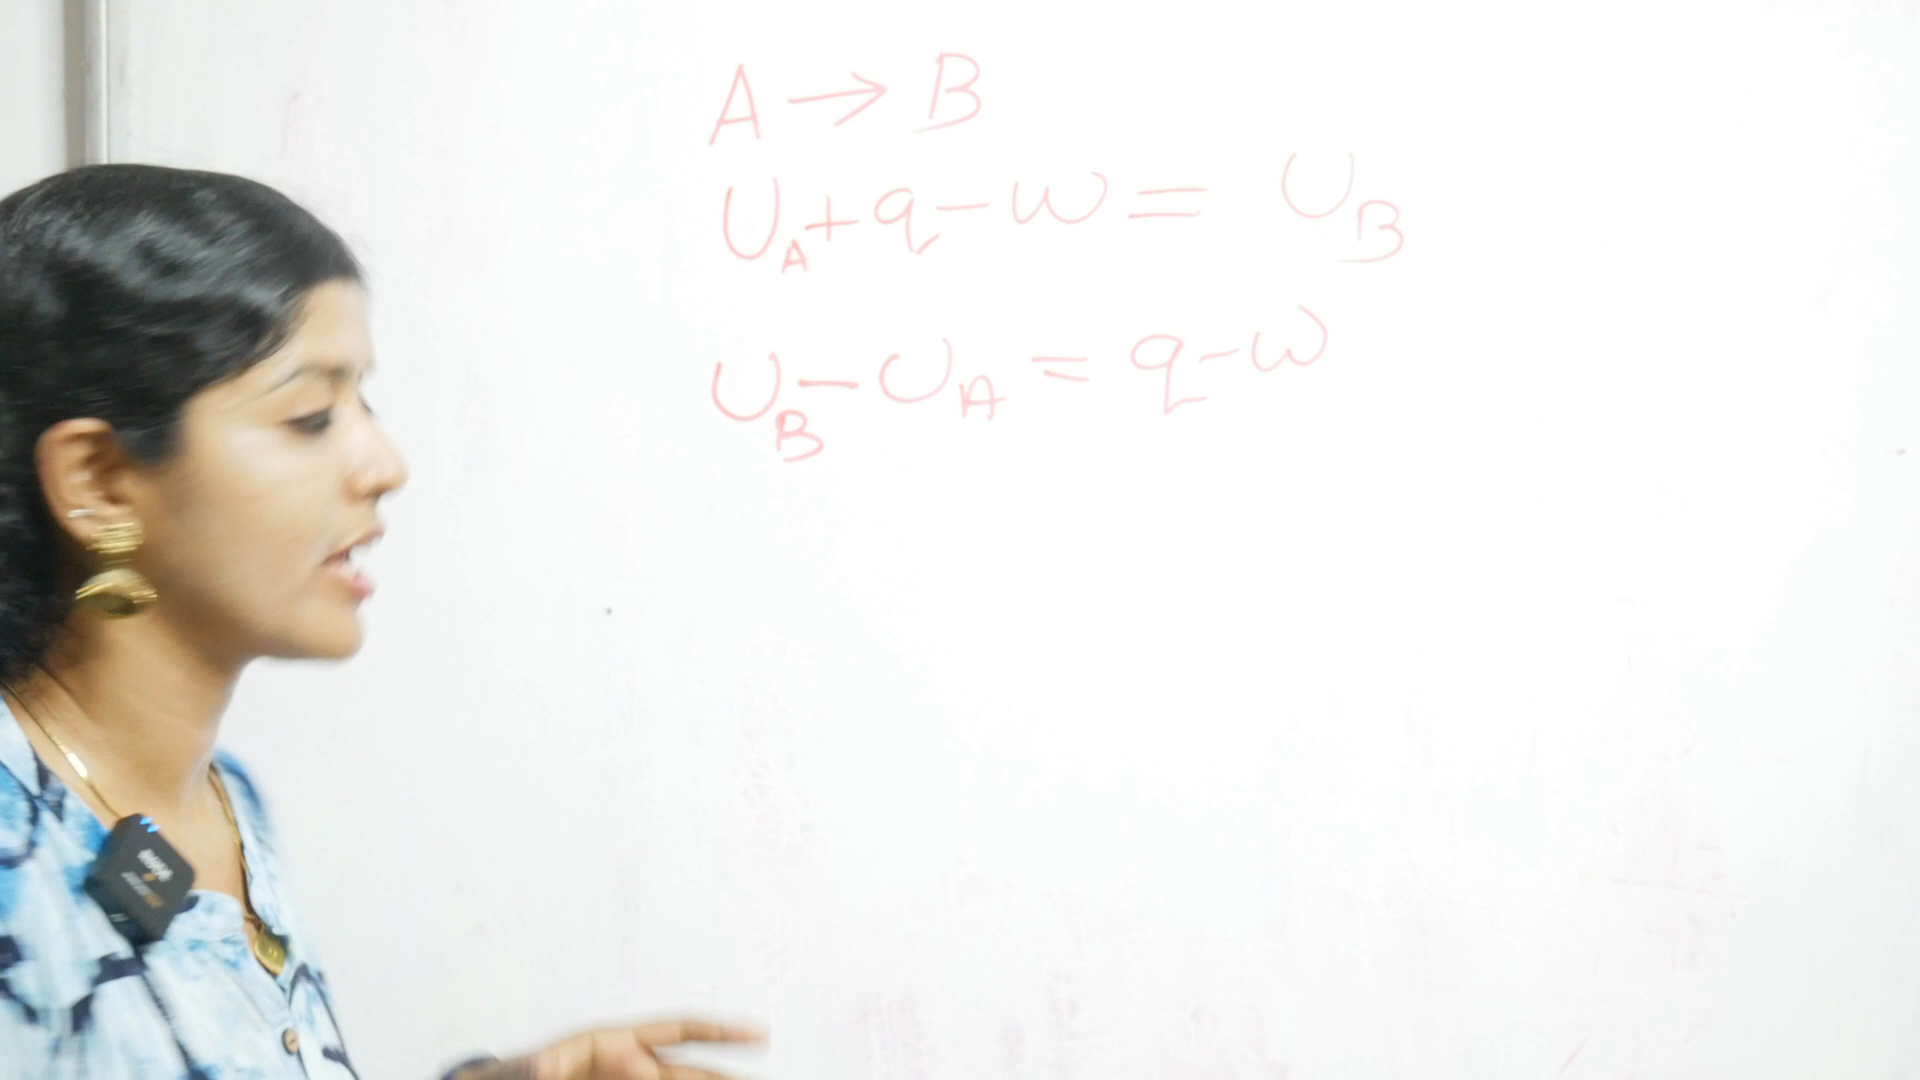 A → B
U_A + q - w = U_B
U_B - U_A = q - w